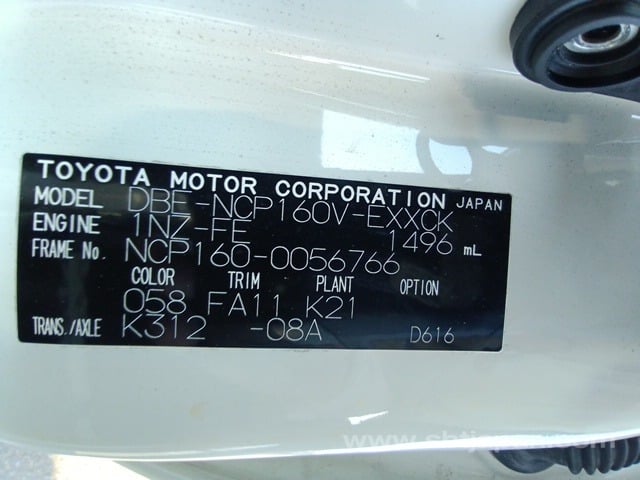 TOYOTA MOTOR CORPORATION JAPAN
MODEL DBE-NCP160V-EXXCK
ENGINE 1NZ-FE 1496 mL
FRAME No. NCP160-0056766
COLOR TRIM PLANT OPTION
058 FA11 K21
TRANS./AXLE K312 -08A D616